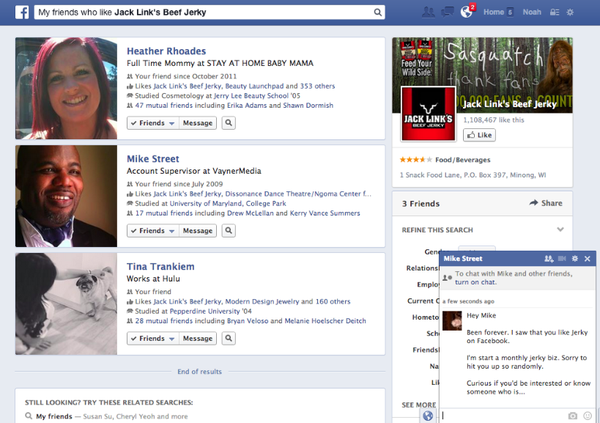 My friends who like Jack Link's Beef Jerky
2
Home 8
Noah
Heather Rhoades
Full Time Mommy at STAY AT HOME BABY MAMA
Your friend since October 2011
Likes Jack Link's Beef Jerky, Beauty Launchpad and 353 others
Studied Cosmetology at Jerry Lee Beauty School '05
47 mutual friends including Erika Adams and Shawn Dormish
Friends
Message
Mike Street
Account Supervisor at VaynerMedia
Your friend since July 2009
Likes Jack Link's Beef Jerky, Dissonance Dance Theatre/Ngoma Center f...
Studied at University of Maryland, College Park
17 mutual friends including Drew McLellan and Kerry Vance Summers
Friends
Message
Tina Trankiem
Works at Hulu
Your friend
Likes Jack Link's Beef Jerky, Modern Design Jewelry and 160 others
Studied at Pepperdine University '04
28 mutual friends including Bryan Veloso and Melanie Hoelscher Deitch
Friends
Message
End of results
STILL LOOKING? TRY THESE RELATED SEARCHES:
My friends — Susan Su, Cheryl Yeoh and more
Feed Your
Wild Side!
Sasquatch
thank fans
JACK LINK'S
BEEF JERKY
Jack Link's Beef Jerky
1,108,467 like this
Like
Food/Beverages
1 Snack Food Lane, P.O. Box 397, Minong, WI
3 Friends
Share
REFINE THIS SEARCH
Gend
Relations
Emplo
Current C
Hometo
Sch
Friends
Na
Li
SEE MORE
Mike Street
To chat with Mike and other friends,
turn on chat.
a few seconds ago
Hey Mike
Been forever. I saw that you like Jerky
on Facebook.
I'm start a monthly jerky biz. Sorry to
hit you up so randomly.
Curious if you'd be interested or know
someone who is...